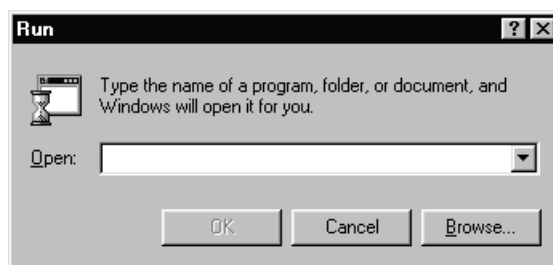 Run
Type the name of a program, folder, or document, and
Windows will open it for you.
Open:
OK Cancel Browse...